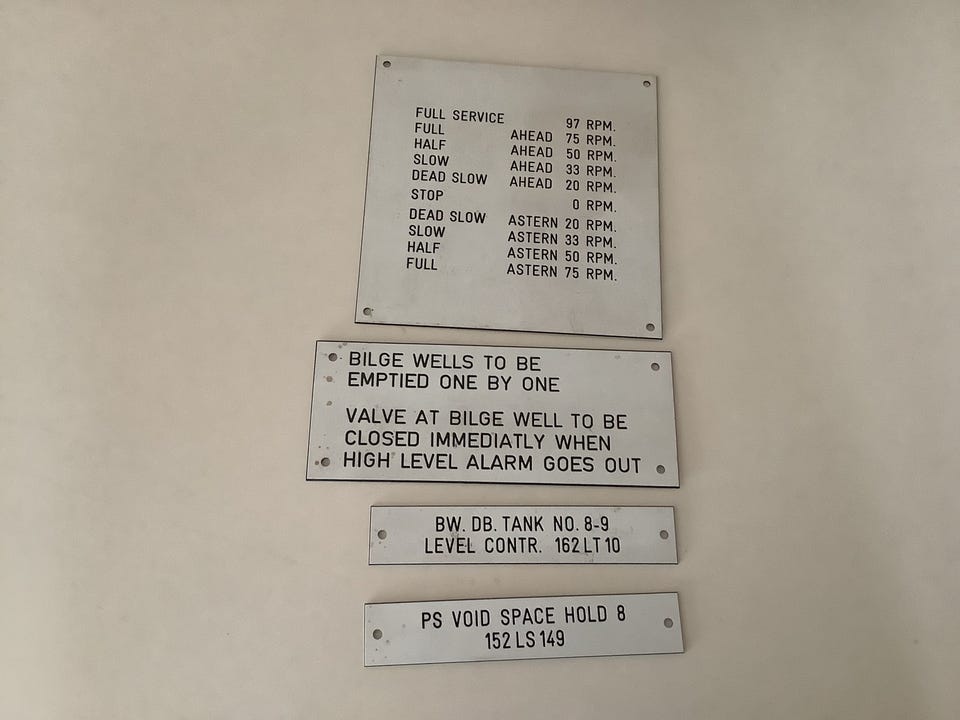 FULL SERVICE 97 RPM.
FULL AHEAD 75 RPM.
HALF AHEAD 50 RPM.
SLOW AHEAD 33 RPM.
DEAD SLOW AHEAD 20 RPM.
STOP 0 RPM.
DEAD SLOW ASTERN 20 RPM.
SLOW ASTERN 33 RPM.
HALF ASTERN 50 RPM.
FULL ASTERN 75 RPM.
BILGE WELLS TO BE
EMPTIED ONE BY ONE
VALVE AT BILGE WELL TO BE
CLOSED IMMEDIATLY WHEN
HIGH LEVEL ALARM GOES OUT
BW. DB. TANK NO. 8-9
LEVEL CONTR. 162 LT 10
PS VOID SPACE HOLD 8
152 LS 149